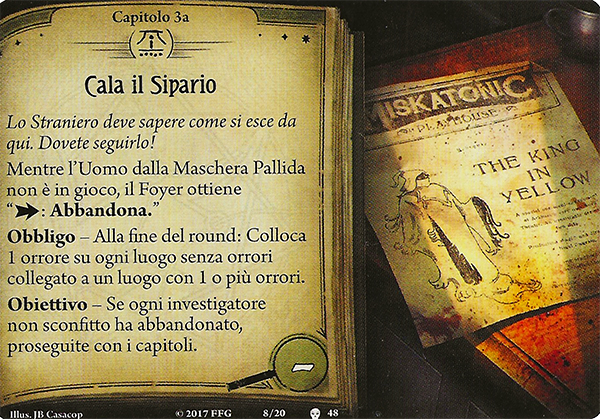 Capitolo 3a
Cala il Sipario
Lo Straniero deve sapere come si esce da
qui. Dovete seguirlo!
Mentre l'Uomo dalla Maschera Pallida
non è in gioco, il Foyer ottiene
“: Abbandona.”
Obbligo – Alla fine del round: Colloca
1 orrore su ogni luogo senza orrori
collegato a un luogo con 1 o più orrori.
Obiettivo – Se ogni investigatore
non sconfitto ha abbandonato,
proseguite con i capitoli.
–
Illus. JB Casacop
© 2017 FFG
8/20
48
MISKATONIC
PLAYHOUSE
THE KING
IN
YELLOW